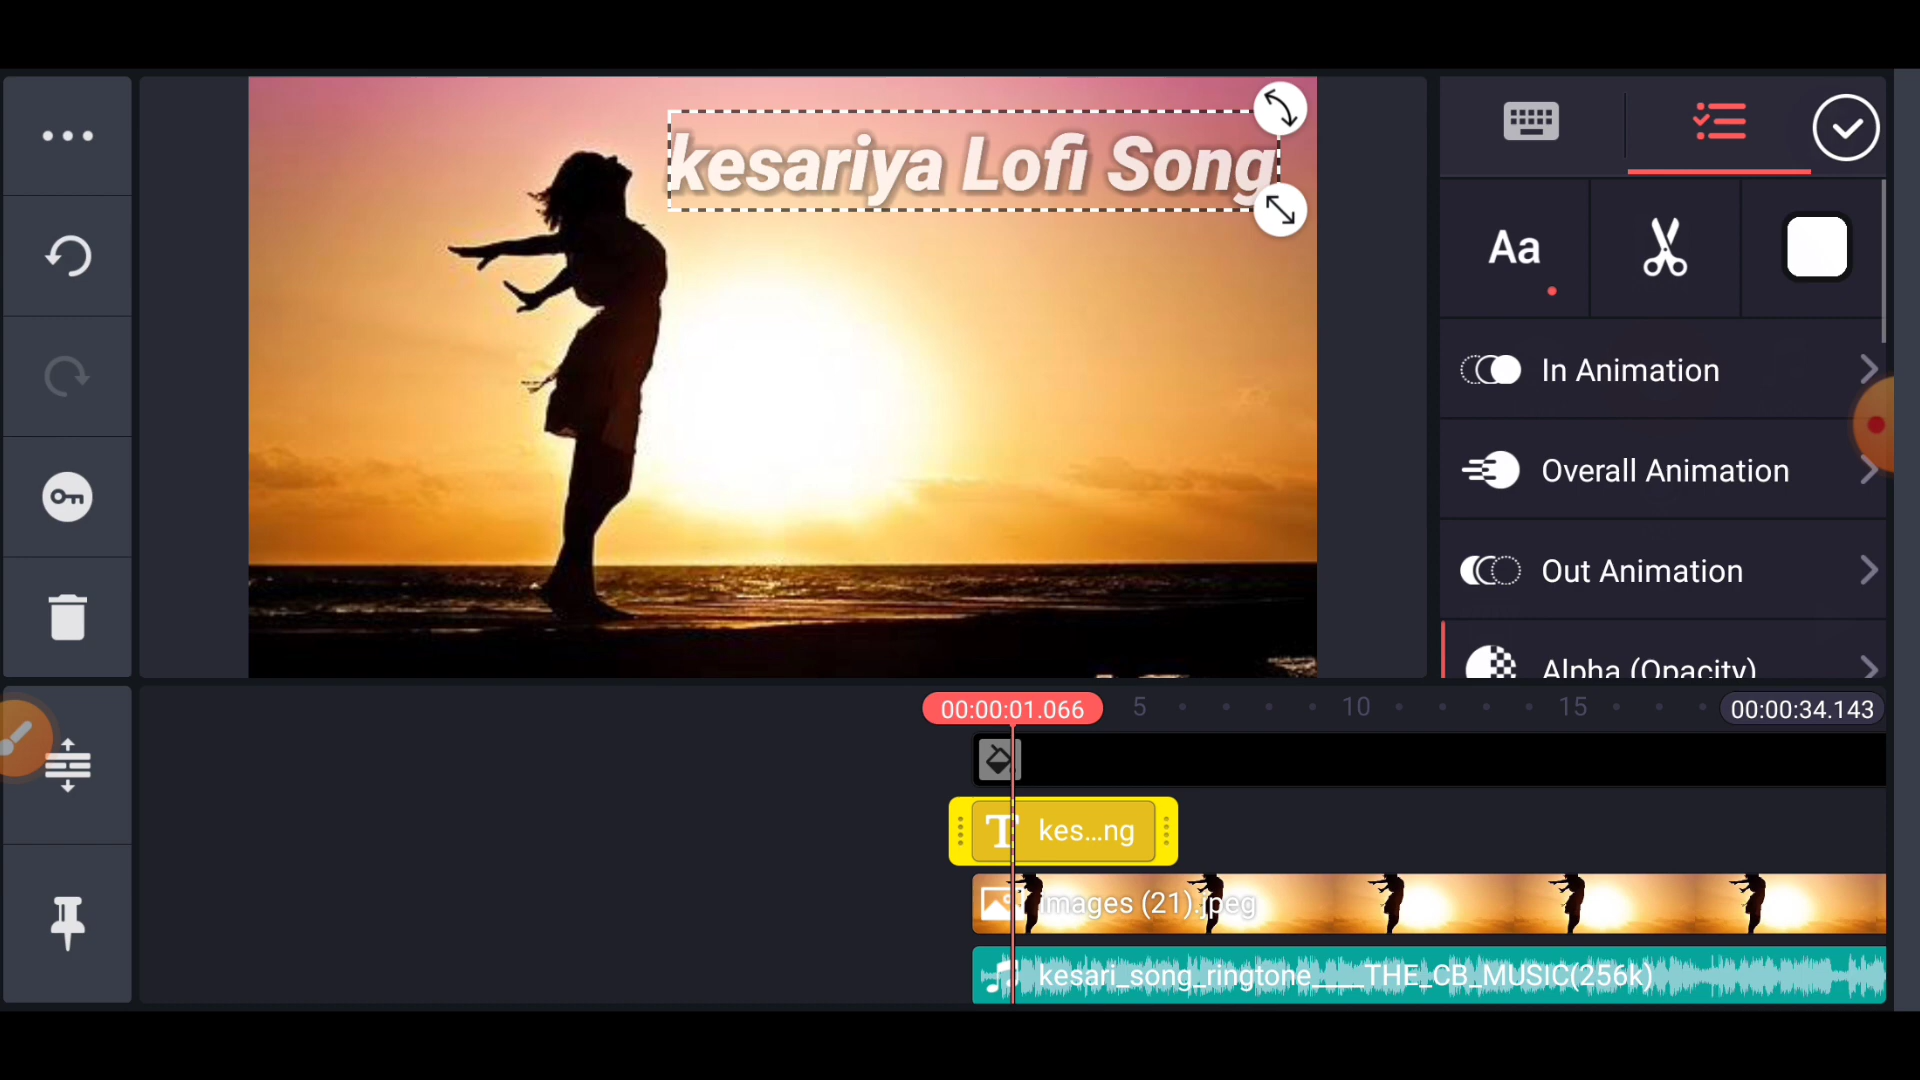 kesariya Lofi Song
Aa
In Animation
Overall Animation
Out Animation
Alpha (Opacity)
00:00:01.066
5
10
15
00:00:34.143
T kes...ng
images (21).jpeg
kesari_song_ringtone____THE_CB_MUSIC(256k)